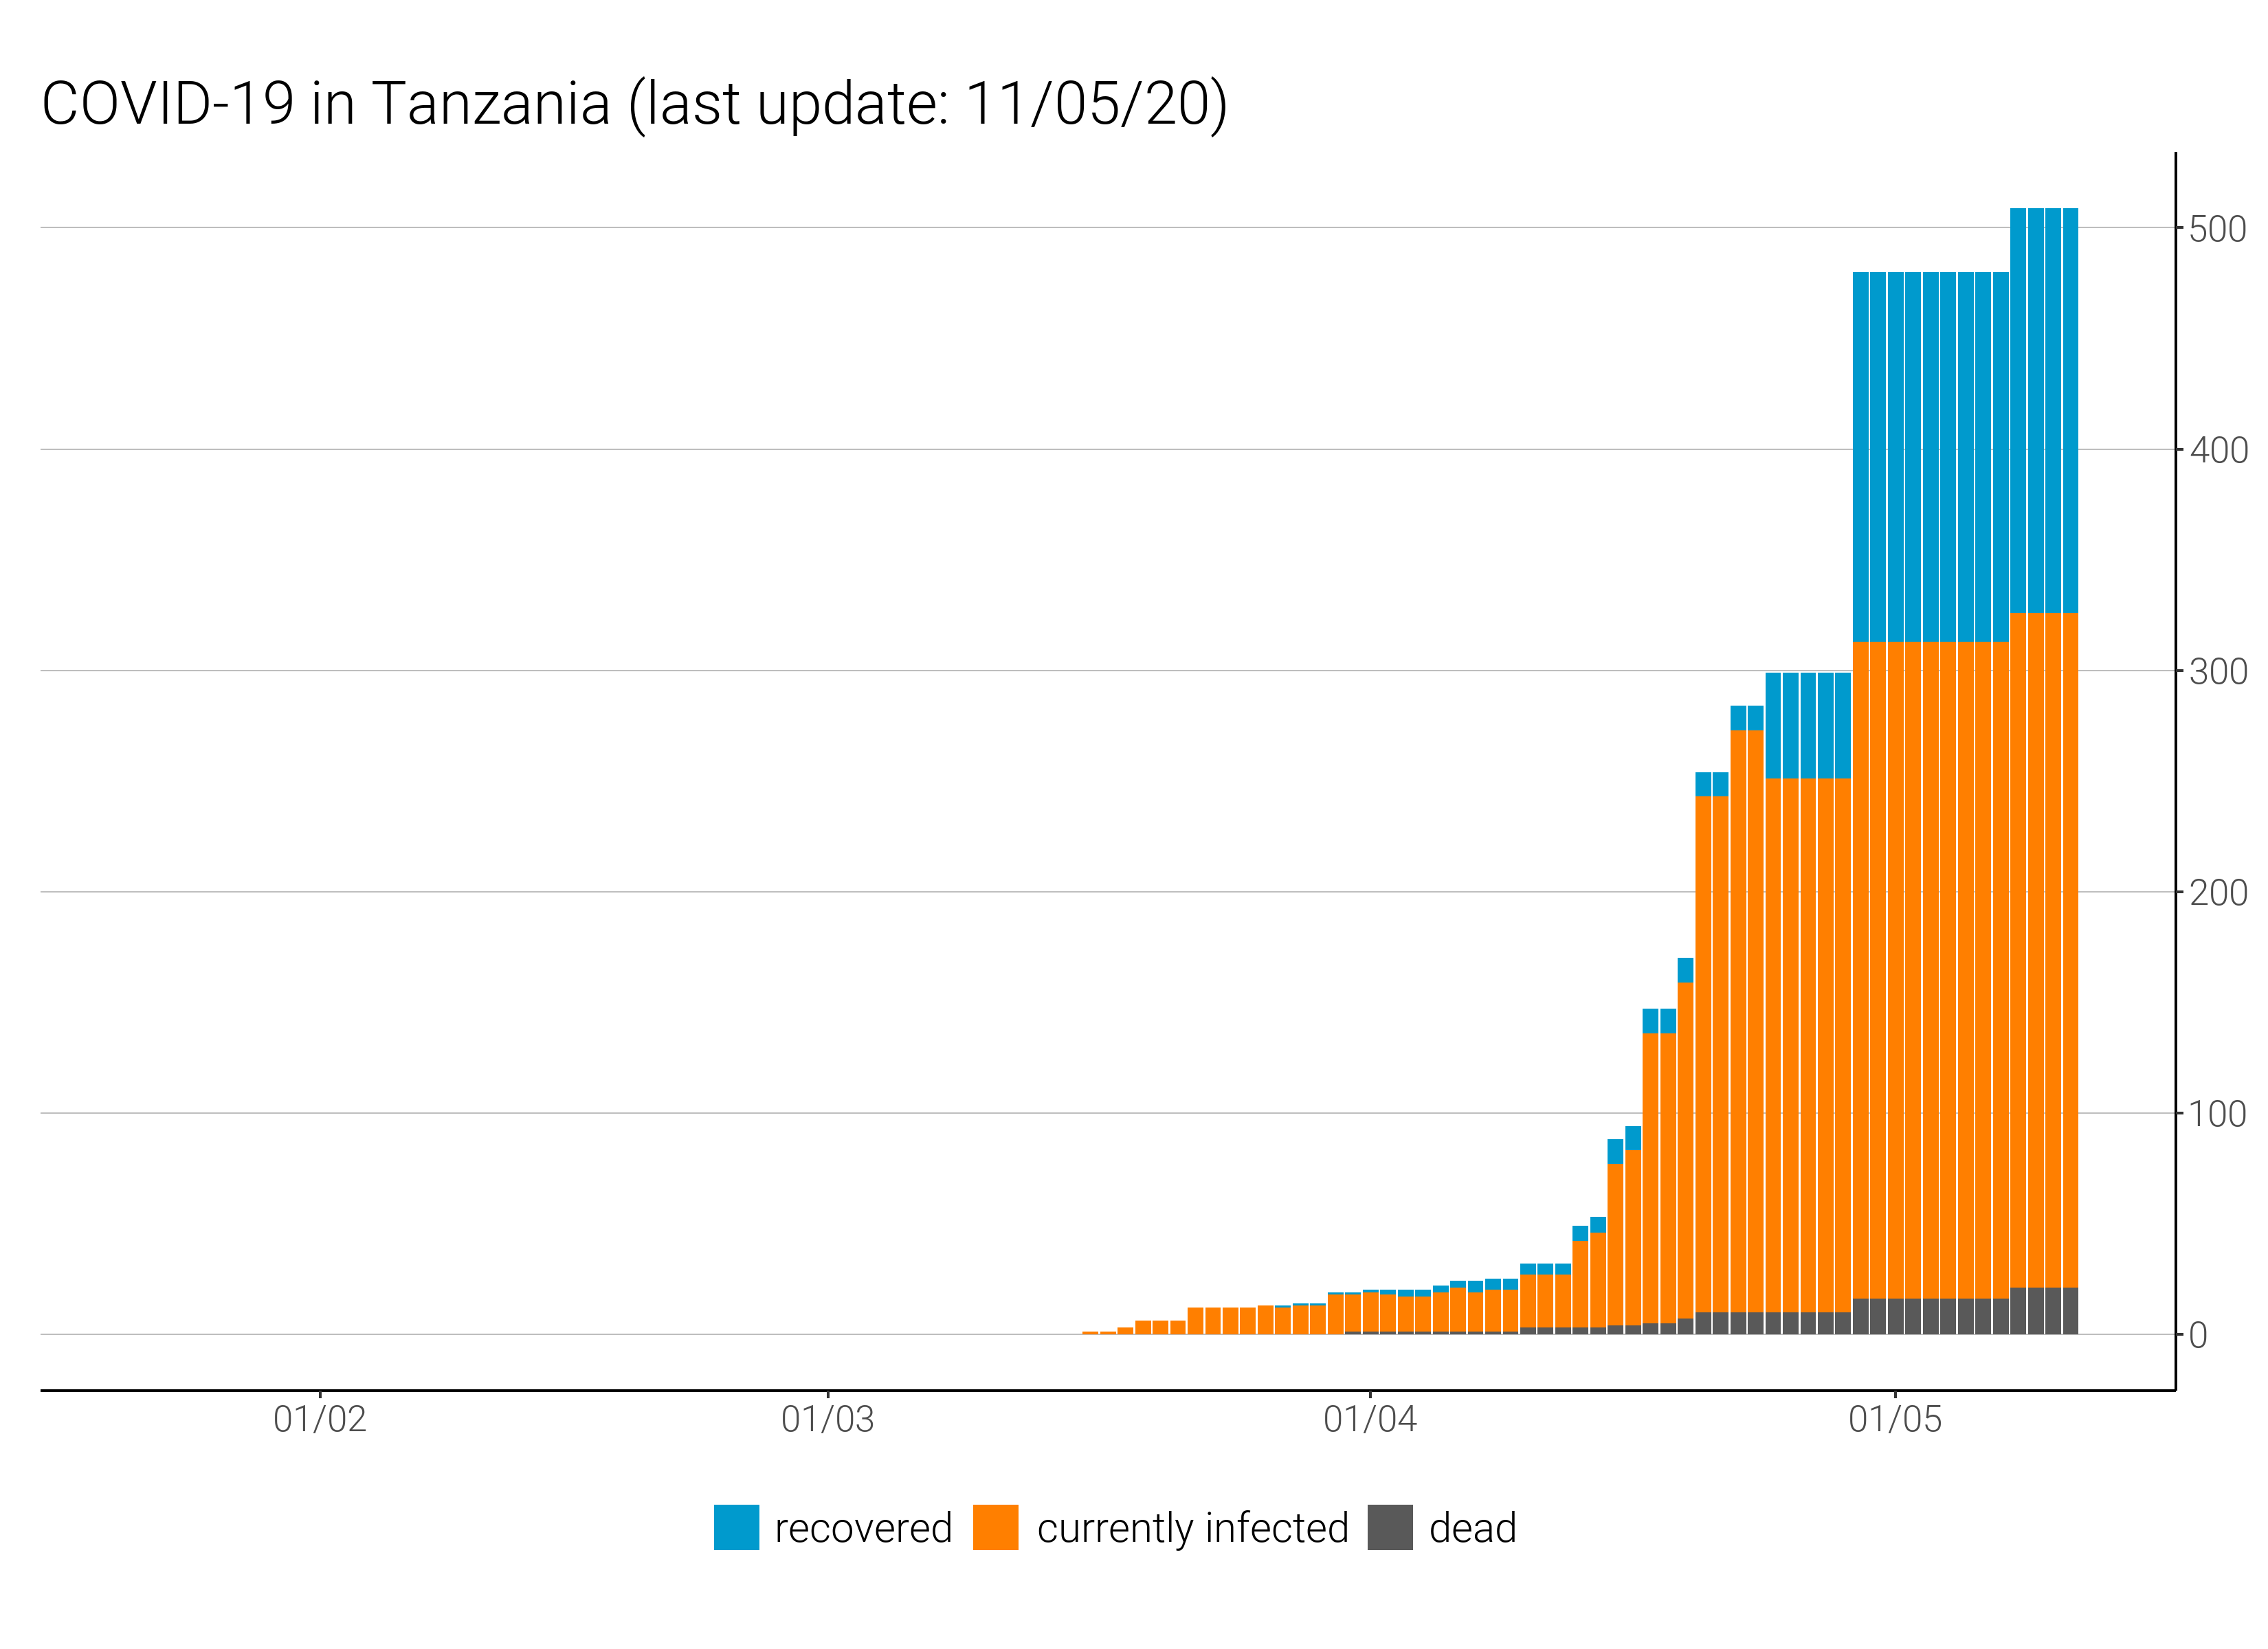 COVID-19 in Tanzania (last update: 11/05/20)
500
400
300
200
100
0
01/02 01/03 01/04 01/05
recovered currently infected dead